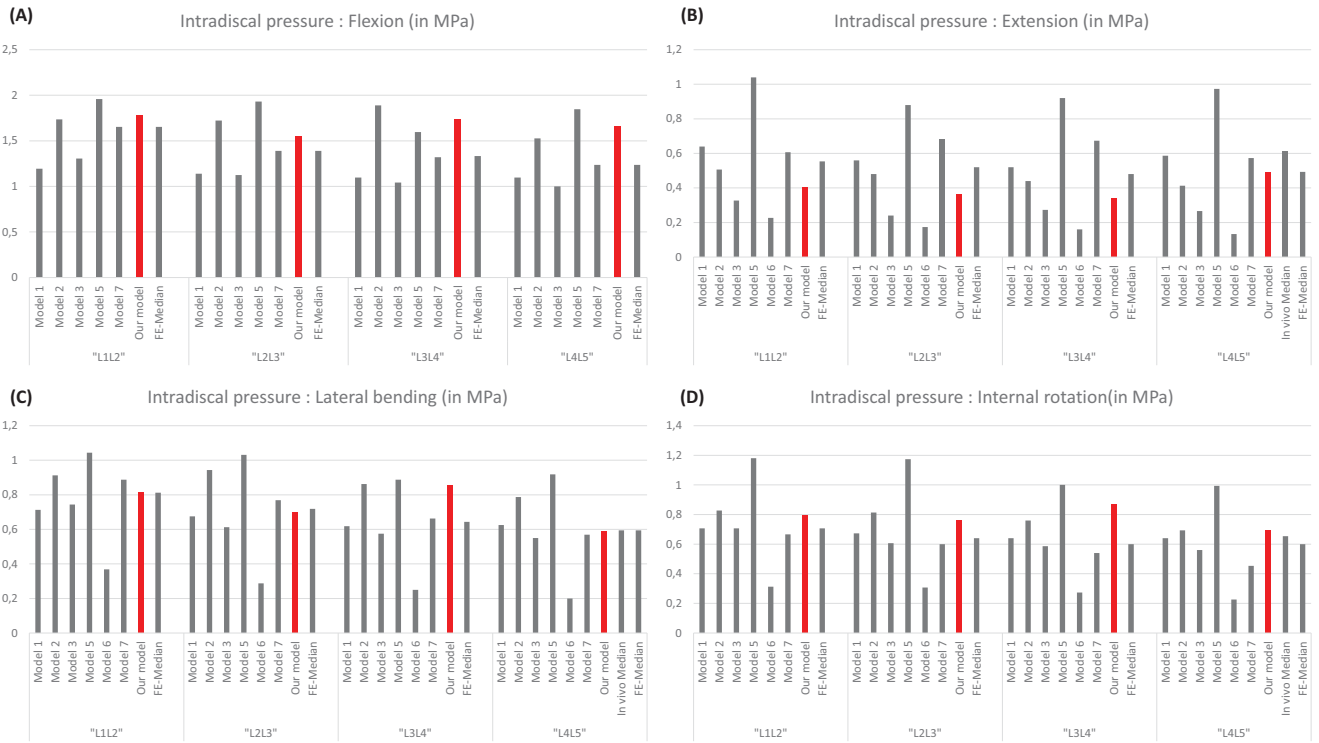 (A)
Intradiscal pressure : Flexion (in MPa)
2,5
2
1,5
1
0,5
0
Model 1
Model 2
Model 3
Model 5
Model 7
Our model
FE-Median
Model 1
Model 2
Model 3
Model 5
Model 7
Our model
FE-Median
Model 1
Model 2
Model 3
Model 5
Model 7
Our model
FE-Median
Model 1
Model 2
Model 3
Model 5
Model 7
Our model
FE-Median
"L1L2"
"L2L3"
"L3L4"
"L4L5"
(B)
Intradiscal pressure : Extension (in MPa)
1,2
1
0,8
0,6
0,4
0,2
0
Model 1
Model 2
Model 3
Model 5
Model 6
Model 7
Our model
FE-Median
Model 1
Model 2
Model 3
Model 5
Model 6
Model 7
Our model
FE-Median
Model 1
Model 2
Model 3
Model 5
Model 6
Model 7
Our model
FE-Median
Model 1
Model 2
Model 3
Model 5
Model 6
Model 7
Our model
In vivo Median
FE-Median
"L1L2"
"L2L3"
"L3L4"
"L4L5"
(C)
Intradiscal pressure : Lateral bending (in MPa)
1,2
1
0,8
0,6
0,4
0,2
0
Model 1
Model 2
Model 3
Model 5
Model 6
Model 7
Our model
FE-Median
Model 1
Model 2
Model 3
Model 5
Model 6
Model 7
Our model
FE-Median
Model 1
Model 2
Model 3
Model 5
Model 6
Model 7
Our model
FE-Median
Model 1
Model 2
Model 3
Model 5
Model 6
Model 7
Our model
In vivo Median
FE-Median
"L1L2"
"L2L3"
"L3L4"
"L4L5"
(D)
Intradiscal pressure : Internal rotation(in MPa)
1,4
1,2
1
0,8
0,6
0,4
0,2
0
Model 1
Model 2
Model 3
Model 5
Model 6
Model 7
Our model
FE-Median
Model 1
Model 2
Model 3
Model 5
Model 6
Model 7
Our model
FE-Median
Model 1
Model 2
Model 3
Model 5
Model 6
Model 7
Our model
FE-Median
Model 1
Model 2
Model 3
Model 5
Model 6
Model 7
Our model
In vivo Median
FE-Median
"L1L2"
"L2L3"
"L3L4"
"L4L5"